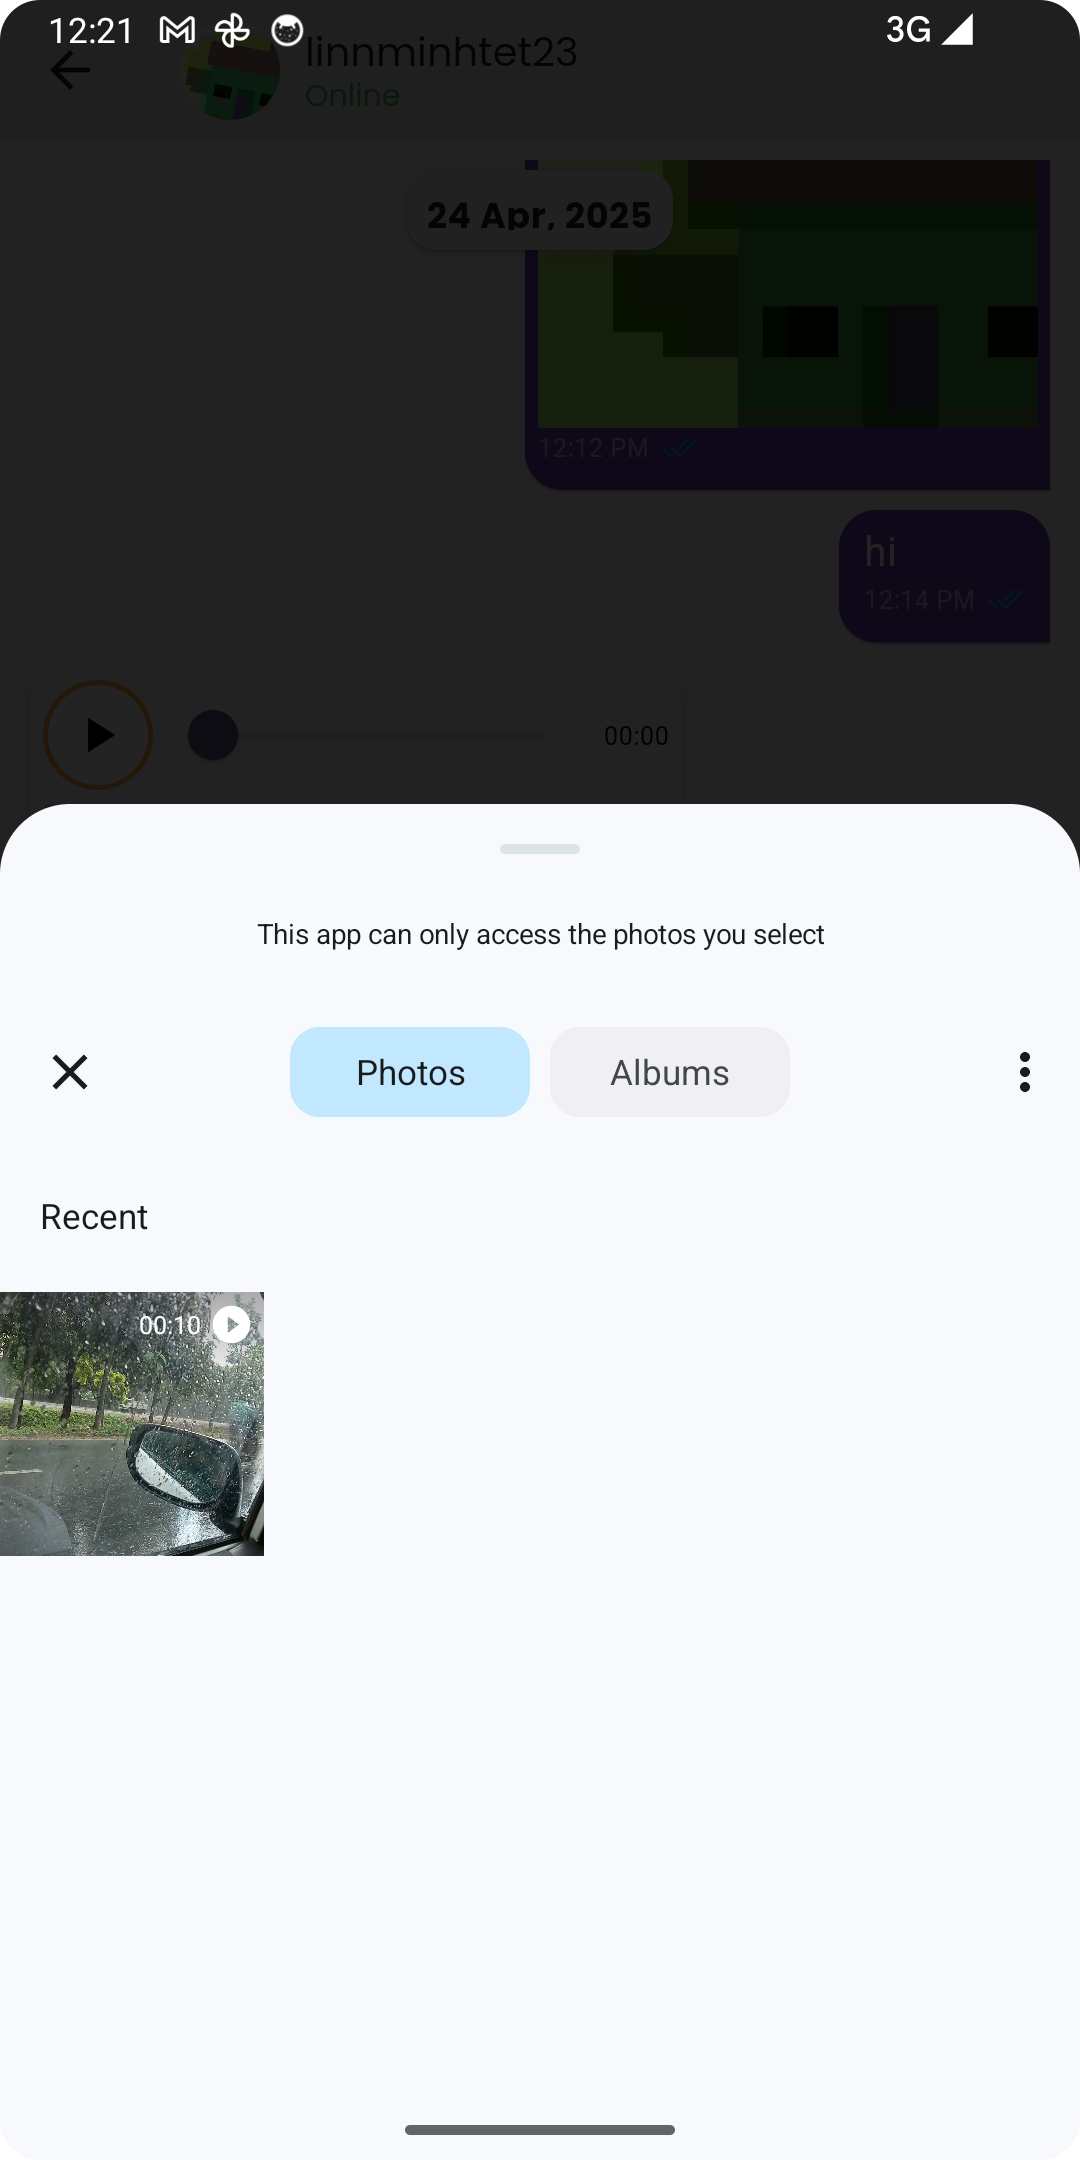 12:21
3G
linnminhtet23
Online
24 Apr, 2025
12:12 PM
hi
12:14 PM
00:00
This app can only access the photos you select
Photos
Albums
Recent
00:10